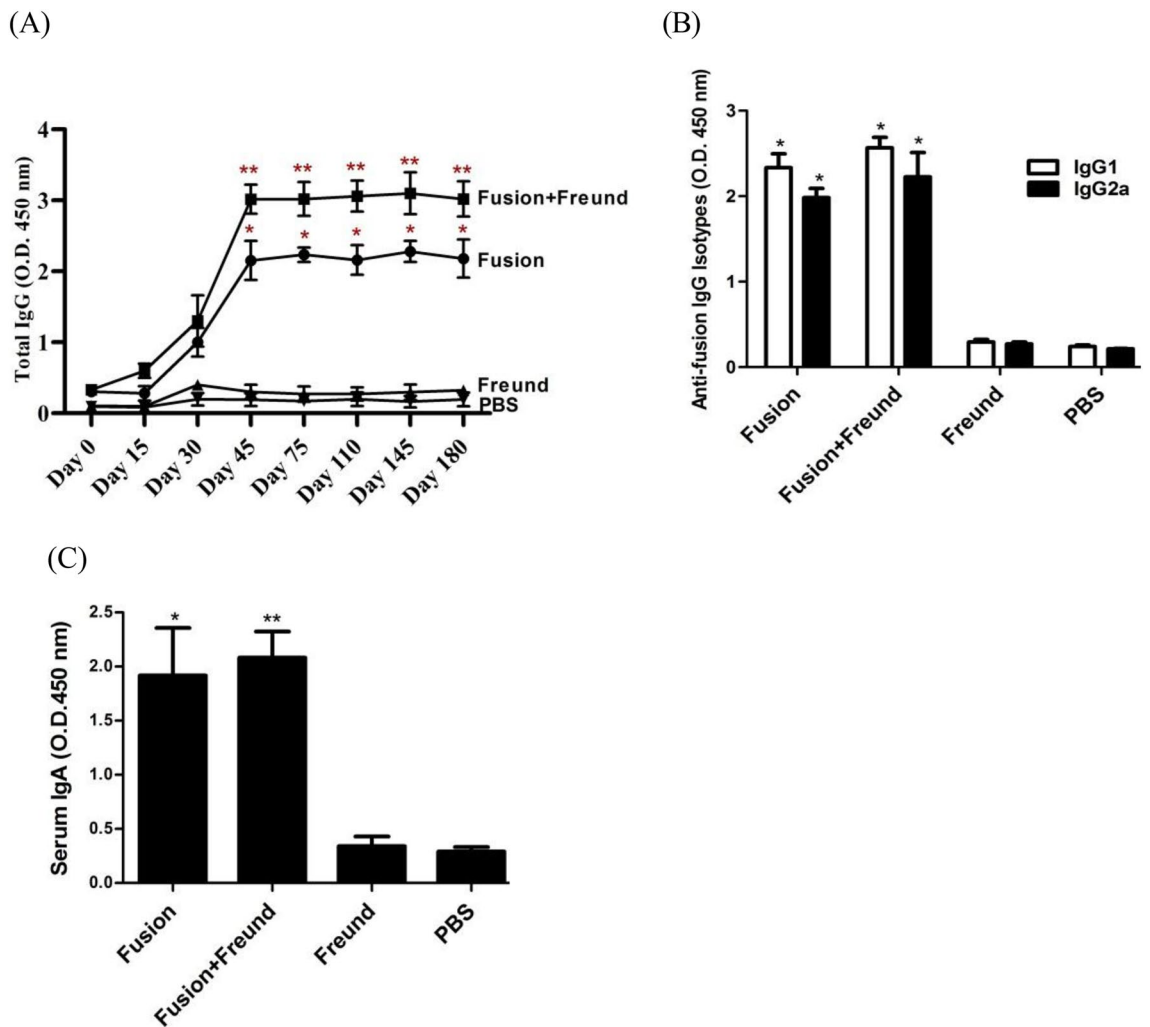 (A)
Total IgG (O.D. 450 nm)
4
3
2
1
0
** ** ** ** **
* * * * *
Fusion+Freund
Fusion
Freund
PBS
Day 0 Day 15 Day 30 Day 45 Day 75 Day 110 Day 145 Day 180
(B)
Anti-fusion IgG Isotypes (O.D. 450 nm)
3
2
1
0
* * * *
IgG1
IgG2a
Fusion Fusion+Freund Freund PBS
(C)
Serum IgA (O.D.450 nm)
2.5
2.0
1.5
1.0
0.5
0.0
* **
Fusion Fusion+Freund Freund PBS